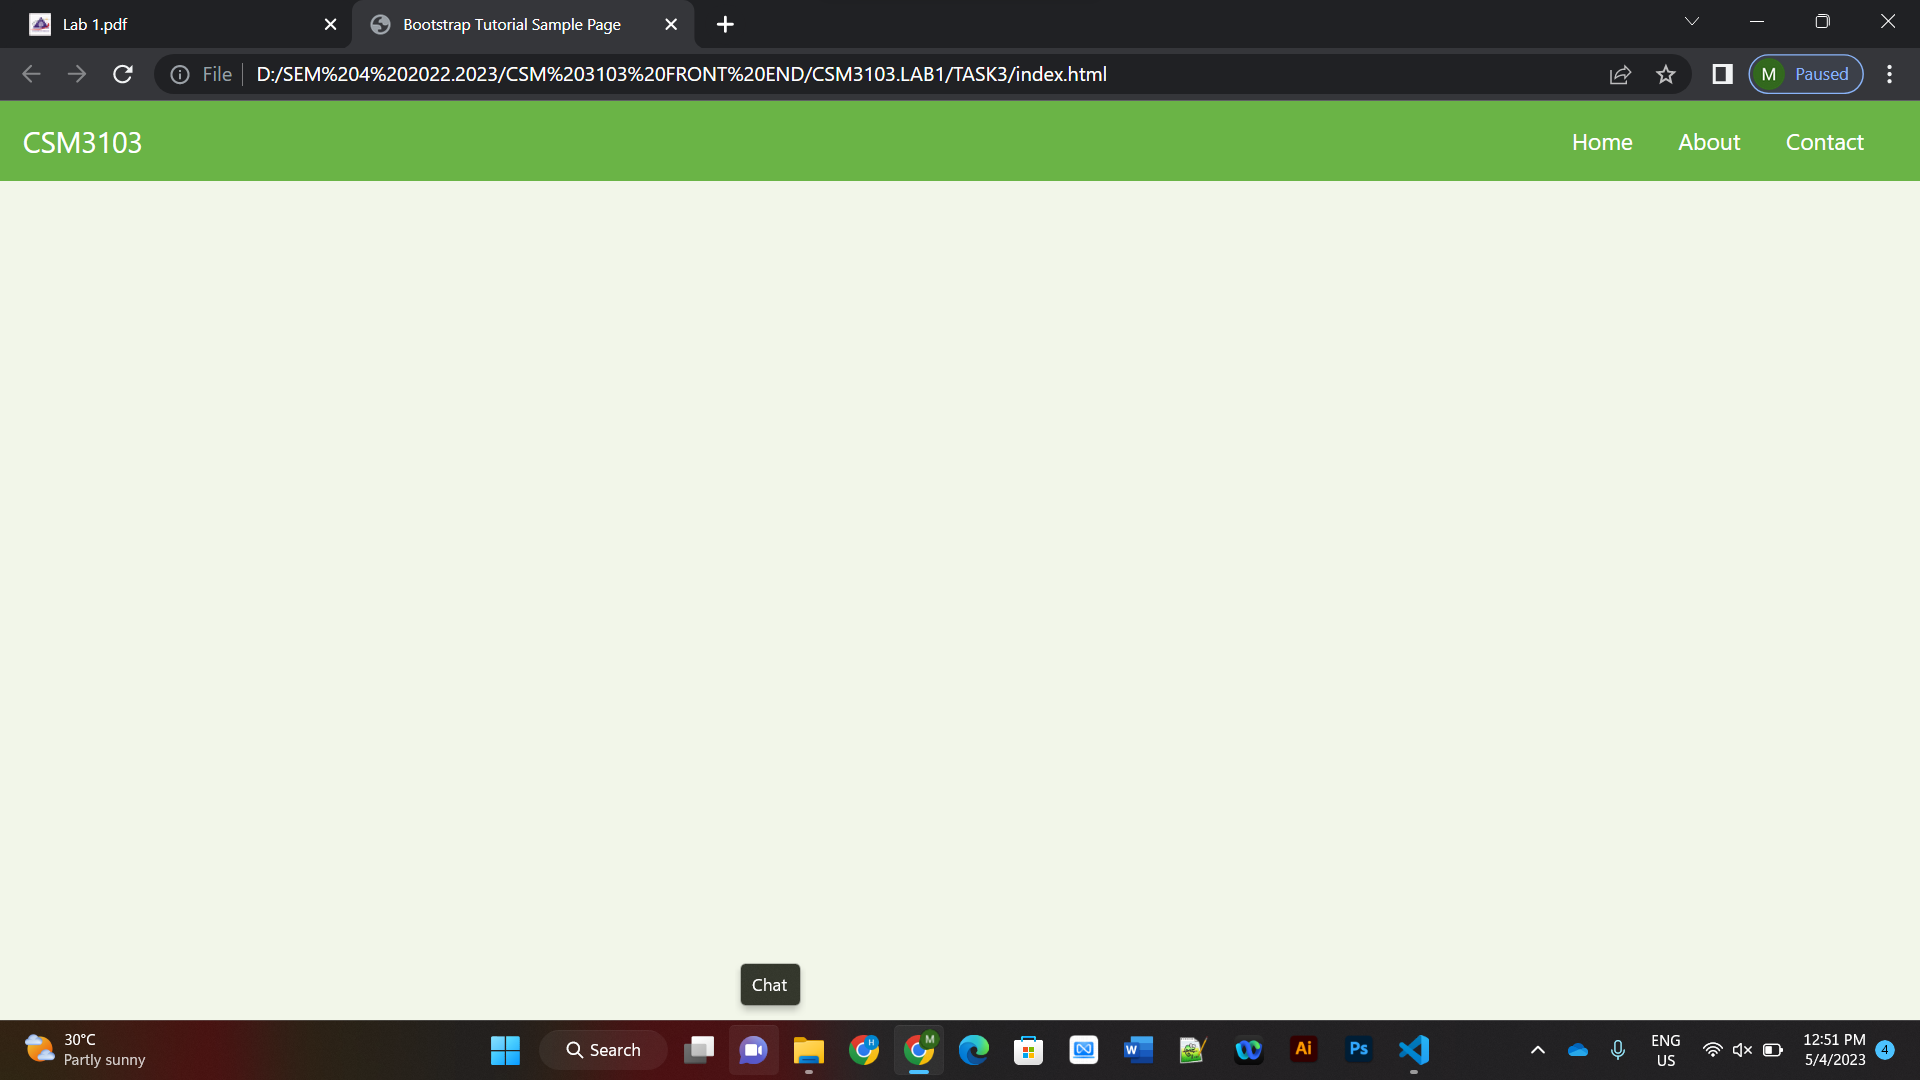 Lab 1.pdf
Bootstrap Tutorial Sample Page
File
D:/SEM%204%202022.2023/CSM%203103%20FRONT%20END/CSM3103.LAB1/TASK3/index.html
M Paused
CSM3103
Home About Contact
Chat
30°C
Partly sunny
Search
H
M
W
Ai
Ps
ENG
US
12:51 PM
5/4/2023
4